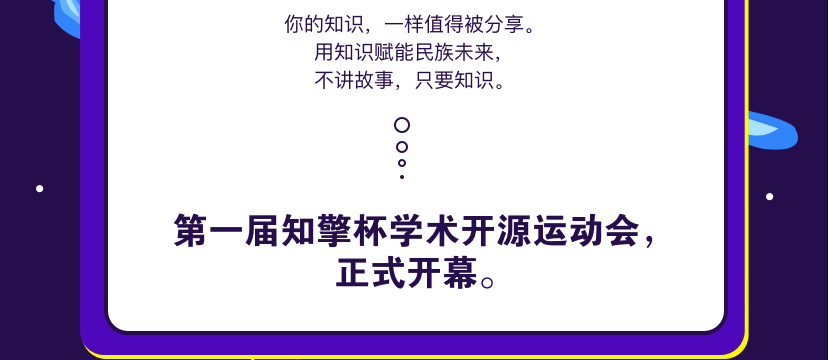 你的知识，一样值得被分享。
用知识赋能民族未来，
不讲故事，只要知识。
第一届知擎杯学术开源运动会，
正式开幕。